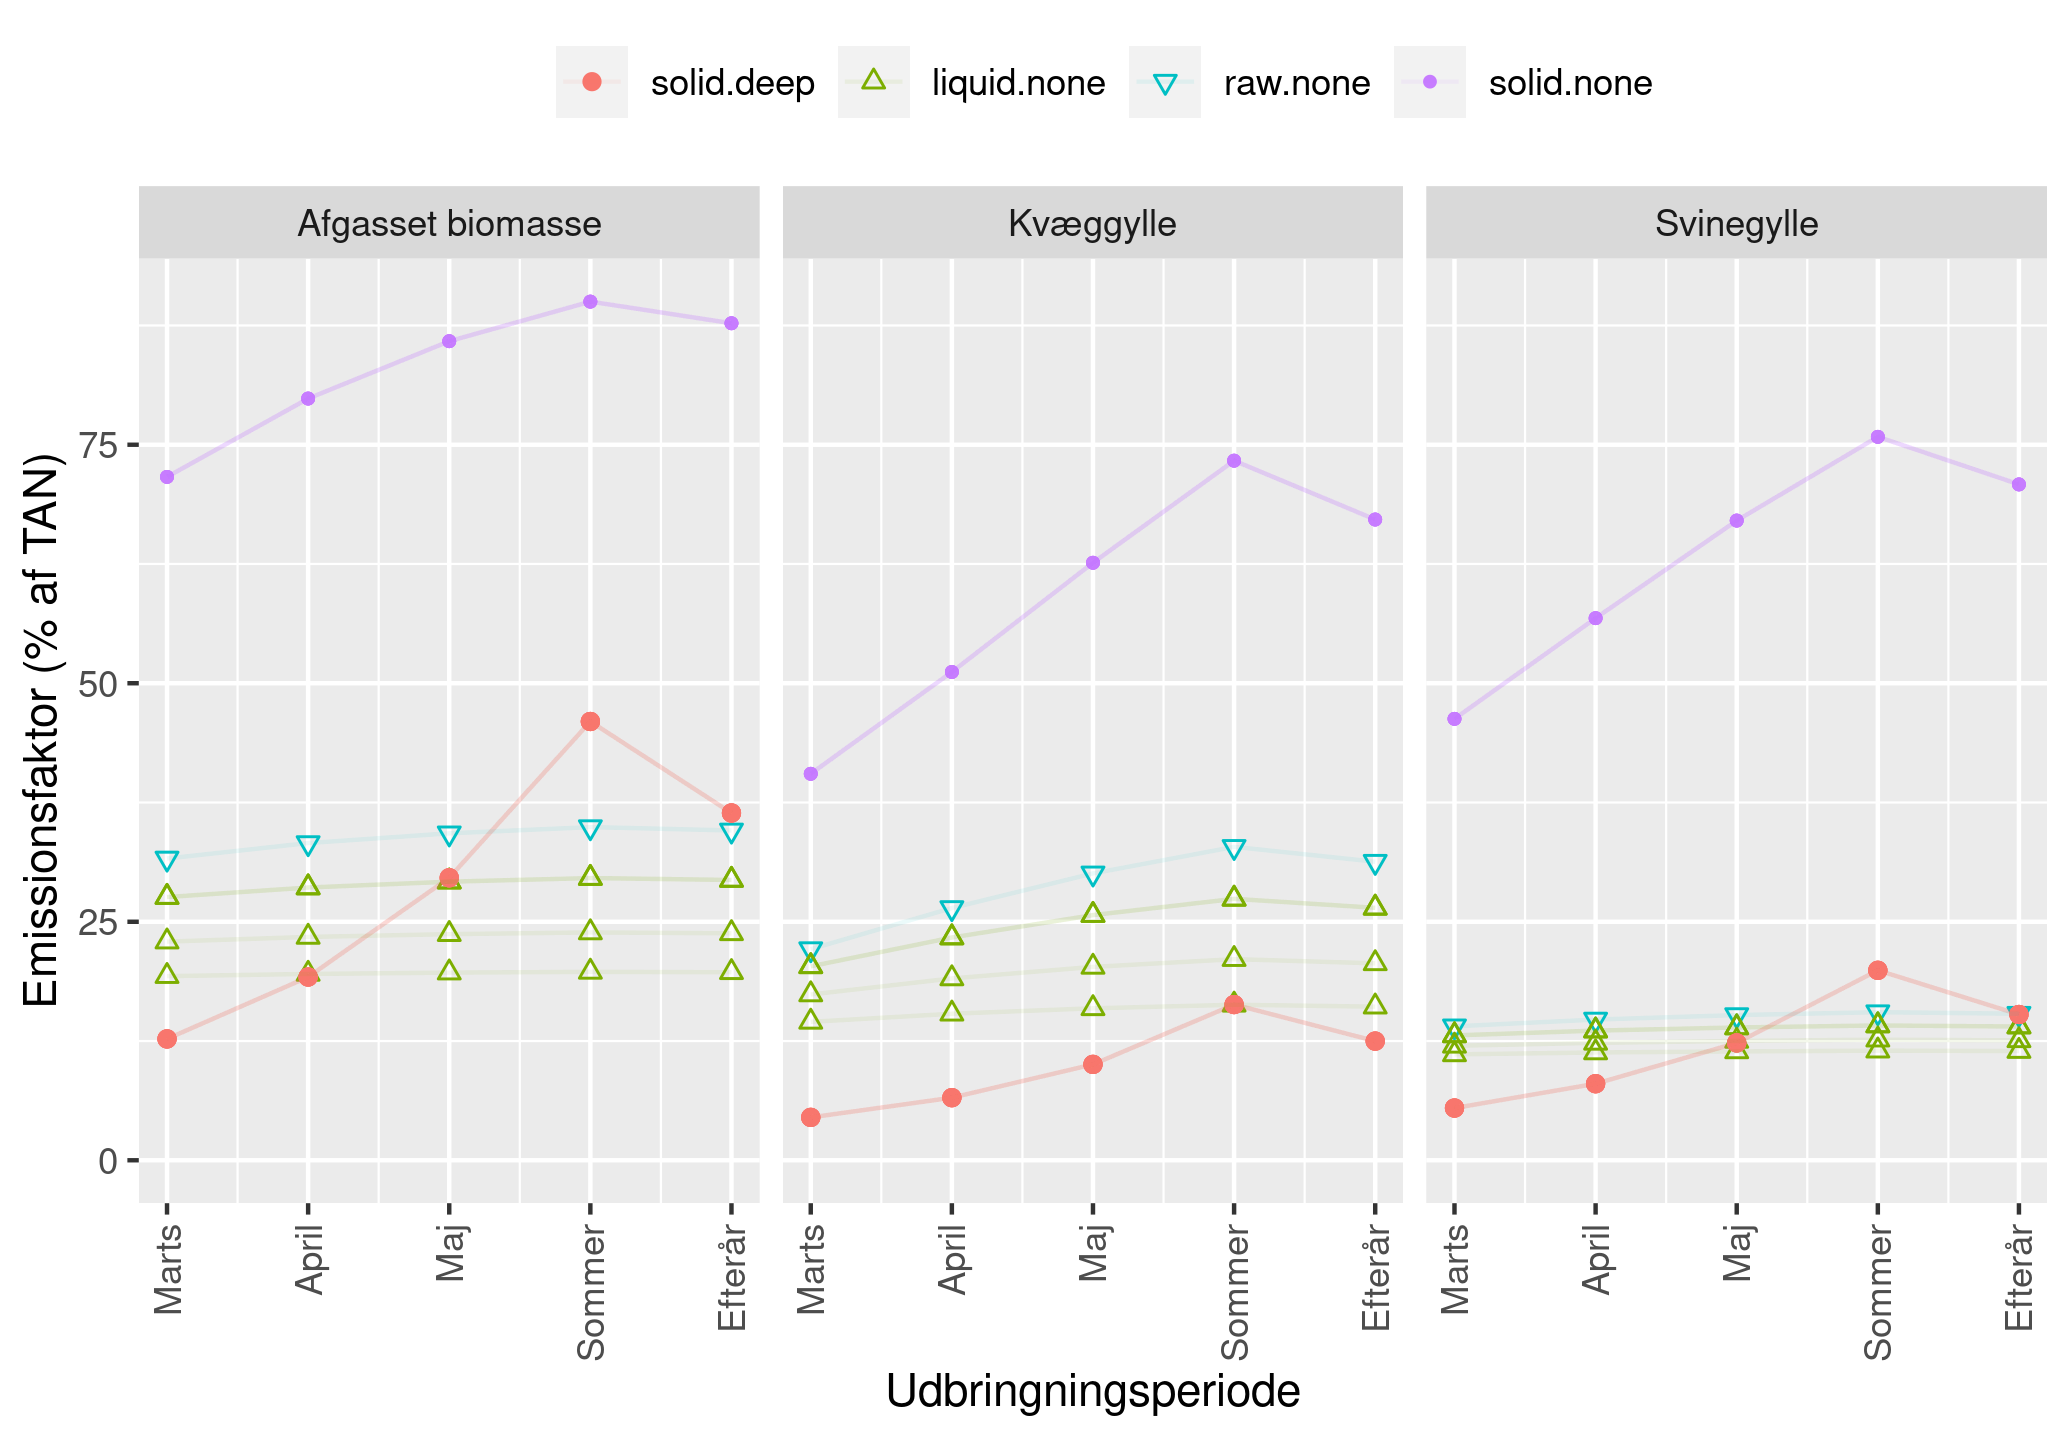 solid.deep liquid.none raw.none solid.none
Afgasset biomasse Kvæggylle Svinegylle
Emissionsfaktor (% af TAN)
75
50
25
0
Marts April Maj Sommer Efterår Marts April Maj Sommer Efterår Marts April Maj Sommer Efterår
Udbringningsperiode